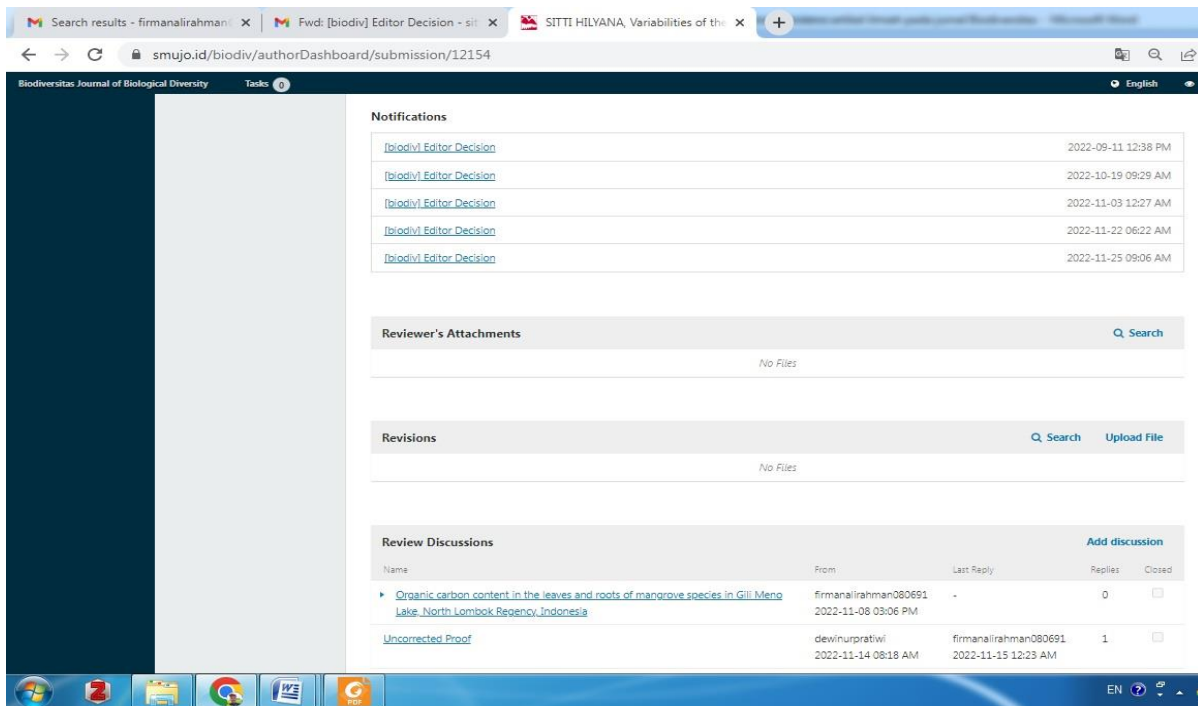 Search results - firmanalirahman
Fwd: [biodiv] Editor Decision - sit
SITTI HILYANA, Variabilities of the
smujo.id/biodiv/authorDashboard/submission/12154
Biodiversitas Journal of Biological Diversity Tasks 0 English
Notifications
[biodiv] Editor Decision 2022-09-11 12:38 PM
[biodiv] Editor Decision 2022-10-19 09:29 AM
[biodiv] Editor Decision 2022-11-03 12:27 AM
[biodiv] Editor Decision 2022-11-22 06:22 AM
[biodiv] Editor Decision 2022-11-25 09:06 AM
Reviewer's Attachments Search
No Files
Revisions Search Upload File
No Files
Review Discussions Add discussion
Name From Last Reply Replies Closed
Organic carbon content in the leaves and roots of mangrove species in Gili Meno firmanalirahman080691 - 0
Lake, North Lombok Regency, Indonesia 2022-11-08 03:06 PM
Uncorrected Proof dewinurpratiwi firmanalirahman080691 1
2022-11-14 08:18 AM 2022-11-15 12:23 AM
PDF
EN